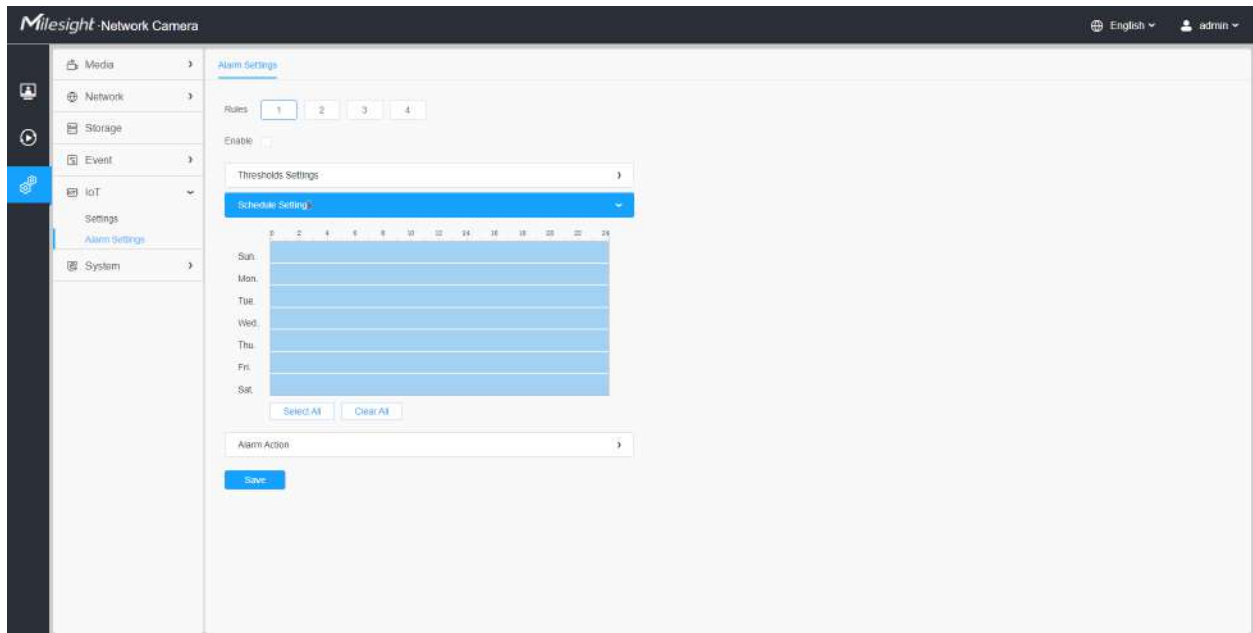 Milesight·Network Camera
English
admin
Media
Alarm Settings
Network
Rules 1 2 3 4
Storage
Enable
Event
Thresholds Settings
IoT
Schedule Settings
Settings
Alarm Settings
0 2 4 6 8 10 12 14 16 18 20 22 24
System
Sun.
Mon.
Tue.
Wed.
Thu.
Fri.
Sat.
Select All Clear All
Alarm Action
Save